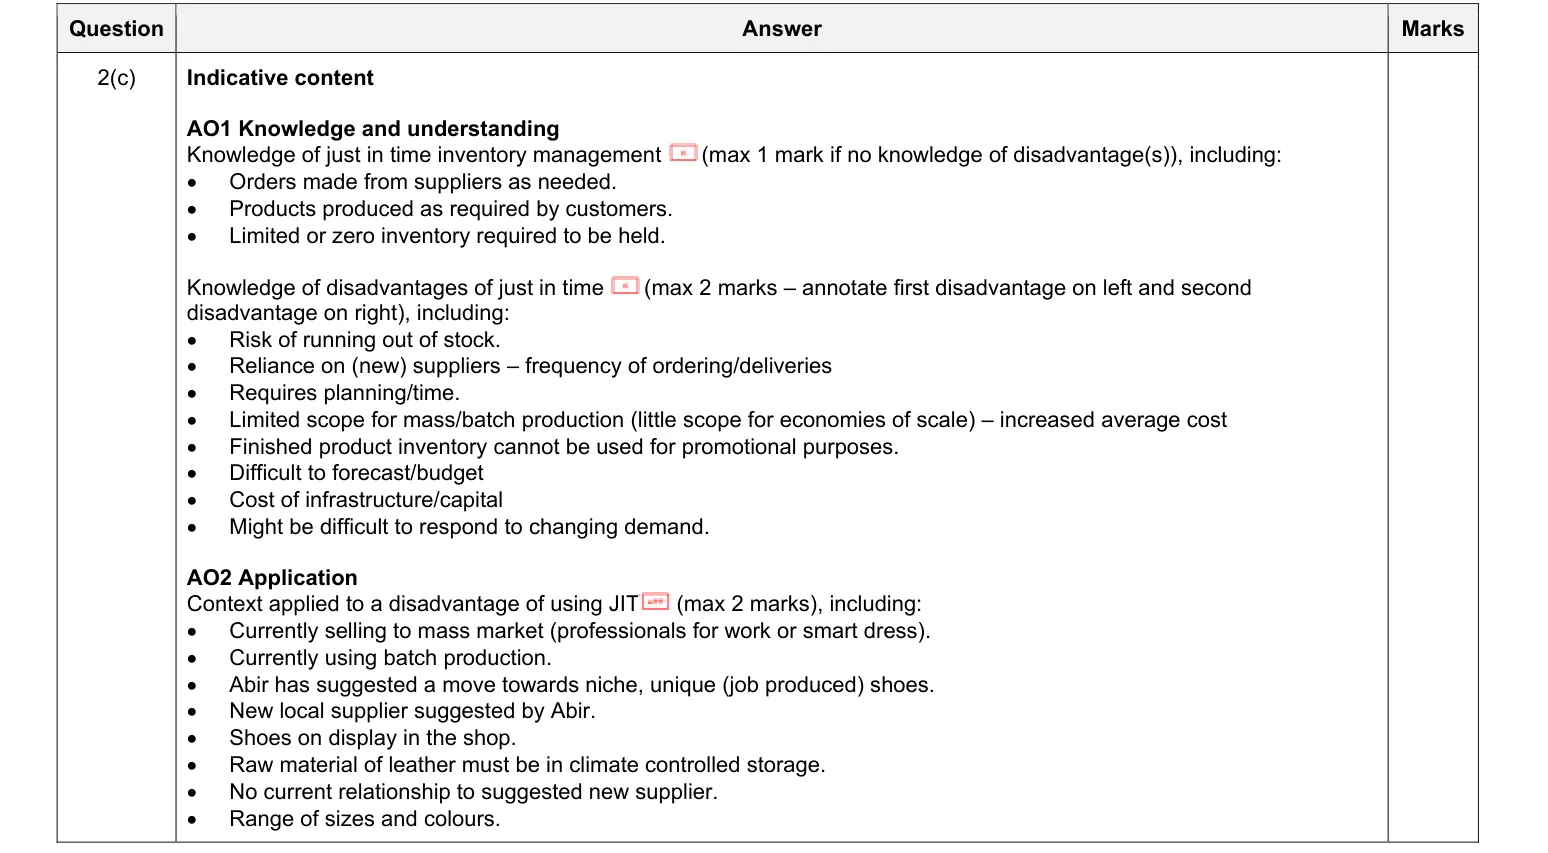 Question Answer Marks
2(c) Indicative content
AO1 Knowledge and understanding
Knowledge of just in time inventory management (max 1 mark if no knowledge of disadvantage(s)), including:
• Orders made from suppliers as needed.
• Products produced as required by customers.
• Limited or zero inventory required to be held.
Knowledge of disadvantages of just in time (max 2 marks – annotate first disadvantage on left and second
disadvantage on right), including:
• Risk of running out of stock.
• Reliance on (new) suppliers – frequency of ordering/deliveries
• Requires planning/time.
• Limited scope for mass/batch production (little scope for economies of scale) – increased average cost
• Finished product inventory cannot be used for promotional purposes.
• Difficult to forecast/budget
• Cost of infrastructure/capital
• Might be difficult to respond to changing demand.
AO2 Application
Context applied to a disadvantage of using JIT (max 2 marks), including:
• Currently selling to mass market (professionals for work or smart dress).
• Currently using batch production.
• Abir has suggested a move towards niche, unique (job produced) shoes.
• New local supplier suggested by Abir.
• Shoes on display in the shop.
• Raw material of leather must be in climate controlled storage.
• No current relationship to suggested new supplier.
• Range of sizes and colours.